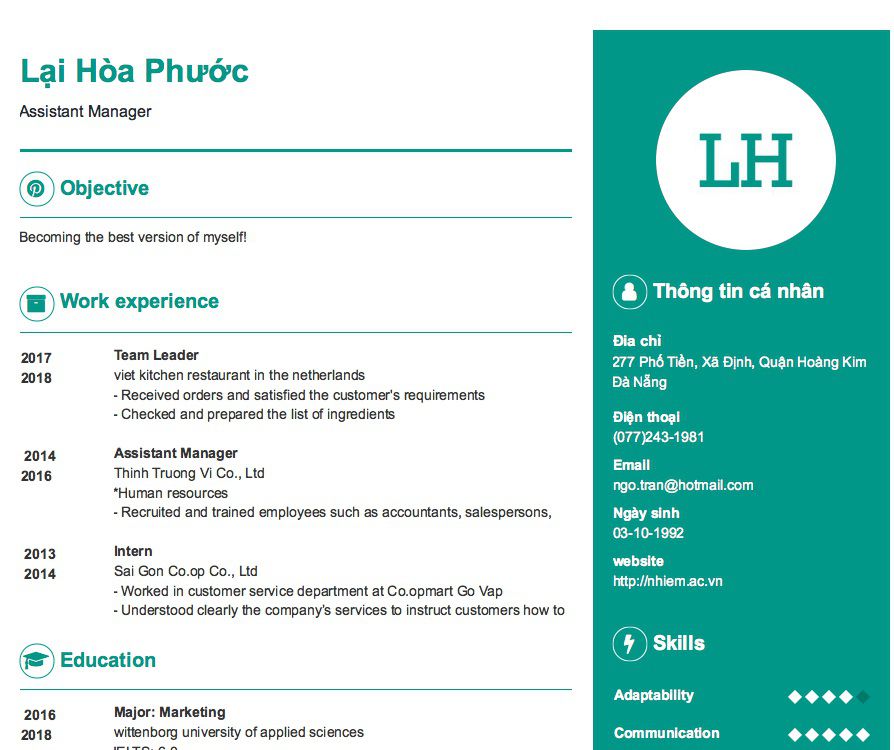 Lại Hòa Phước
Assistant Manager
Objective
Becoming the best version of myself!
Work experience
2017
2018
Team Leader
viet kitchen restaurant in the netherlands
- Received orders and satisfied the customer's requirements
- Checked and prepared the list of ingredients
2014
2016
Assistant Manager
Thinh Truong Vi Co., Ltd
*Human resources
- Recruited and trained employees such as accountants, salespersons,
2013
2014
Intern
Sai Gon Co.op Co., Ltd
- Worked in customer service department at Co.opmart Go Vap
- Understood clearly the company's services to instruct customers how to
Education
2016
2018
Major: Marketing
wittenborg university of applied sciences
IELTS: 6.0
LH
Thông tin cá nhân
Đia chỉ
277 Phố Tiền, Xã Định, Quận Hoàng Kim
Đà Nẵng
Điện thoại
(077)243-1981
Email
ngo.tran@hotmail.com
Ngày sinh
03-10-1992
website
http://nhiem.ac.vn
Skills
Adaptability
Communication